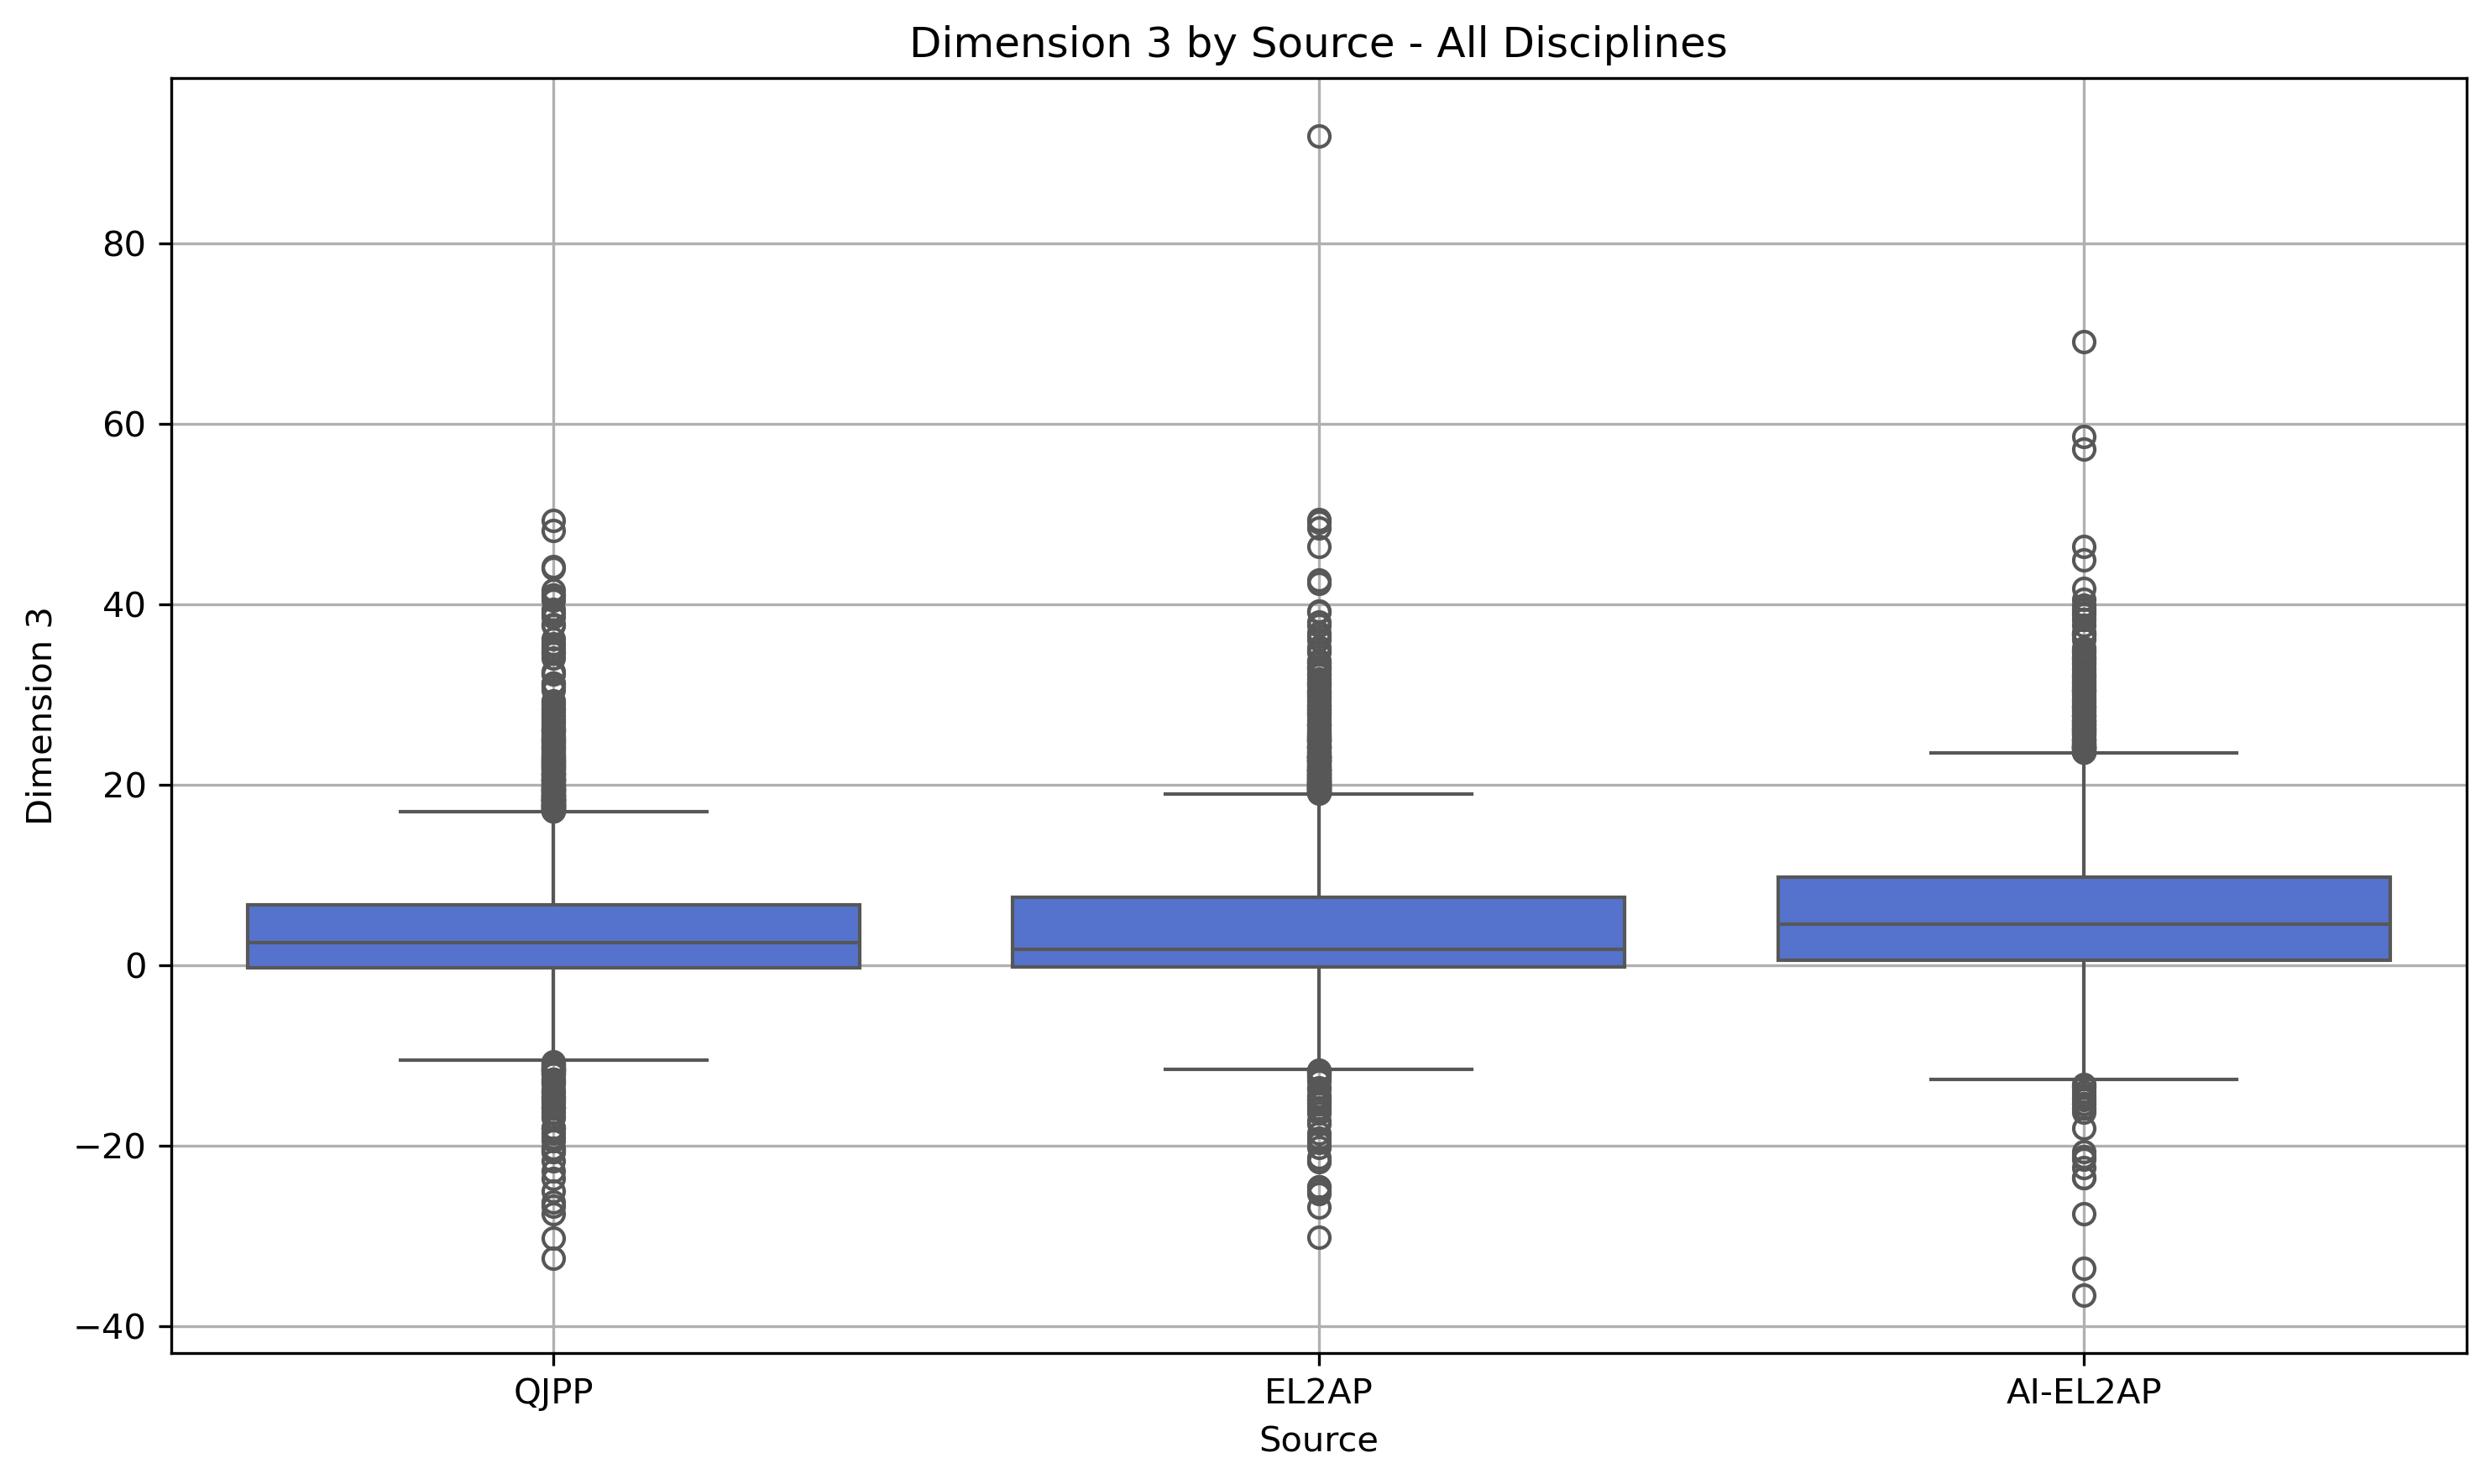 Dimension 3 by Source - All Disciplines
Dimension 3
80
60
40
20
0
−20
−40
QJPP
EL2AP
AI-EL2AP
Source